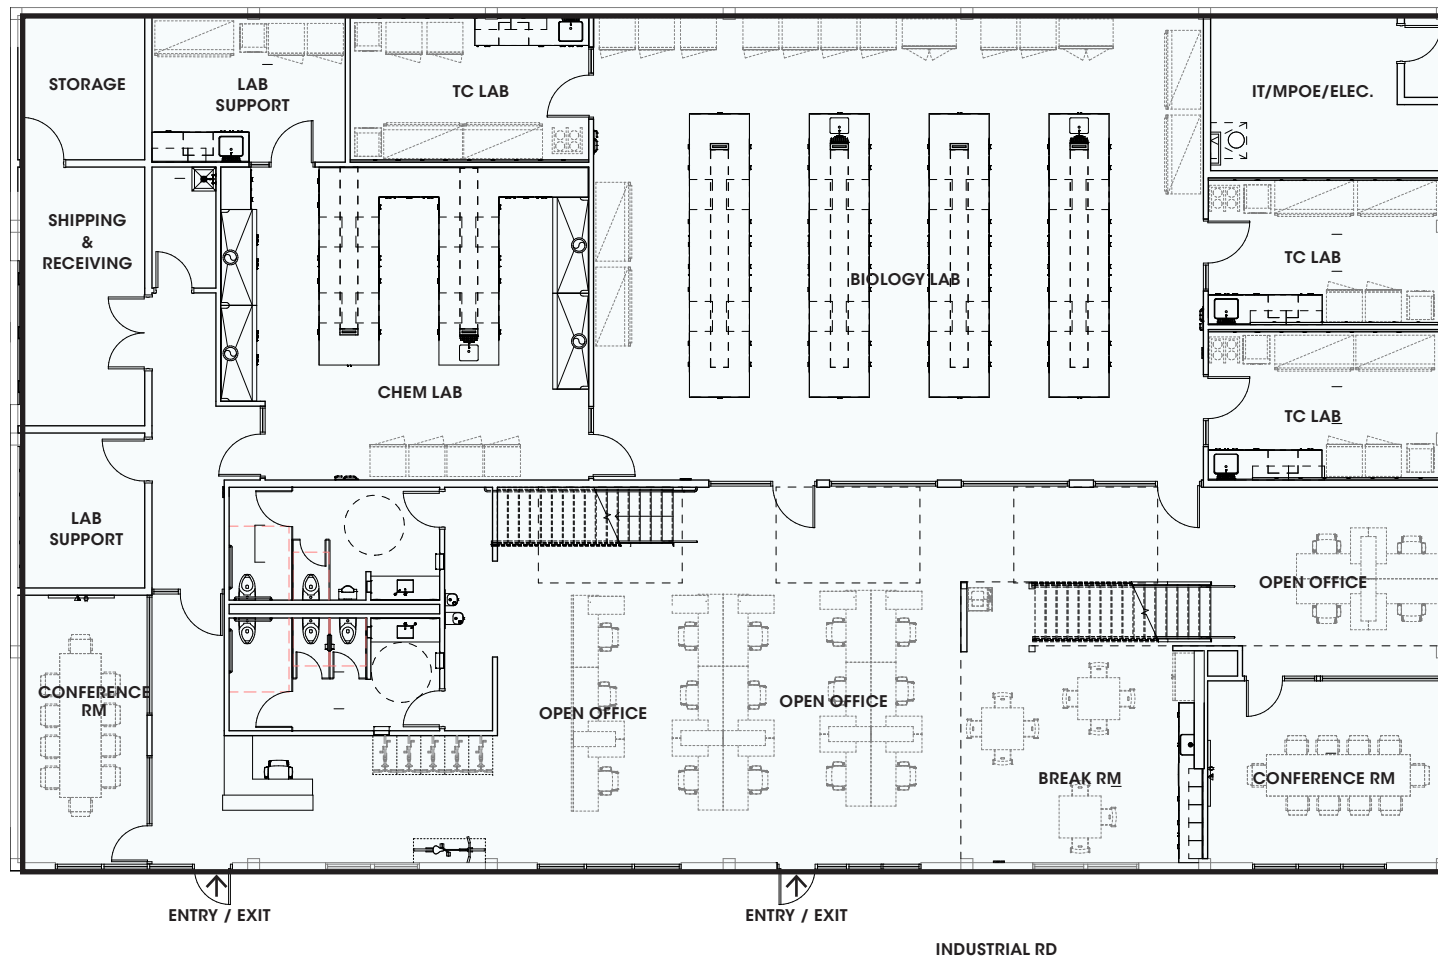 STORAGE
LAB
SUPPORT
TC LAB
IT/MPOE/ELEC.
SHIPPING
&
RECEIVING
BIOLOGY LAB
TC LAB
CHEM LAB
TC LAB
LAB
SUPPORT
OPEN OFFICE
CONFERENCE
RM
OPEN OFFICE
OPEN OFFICE
BREAK RM
CONFERENCE RM
ENTRY / EXIT
ENTRY / EXIT
INDUSTRIAL RD